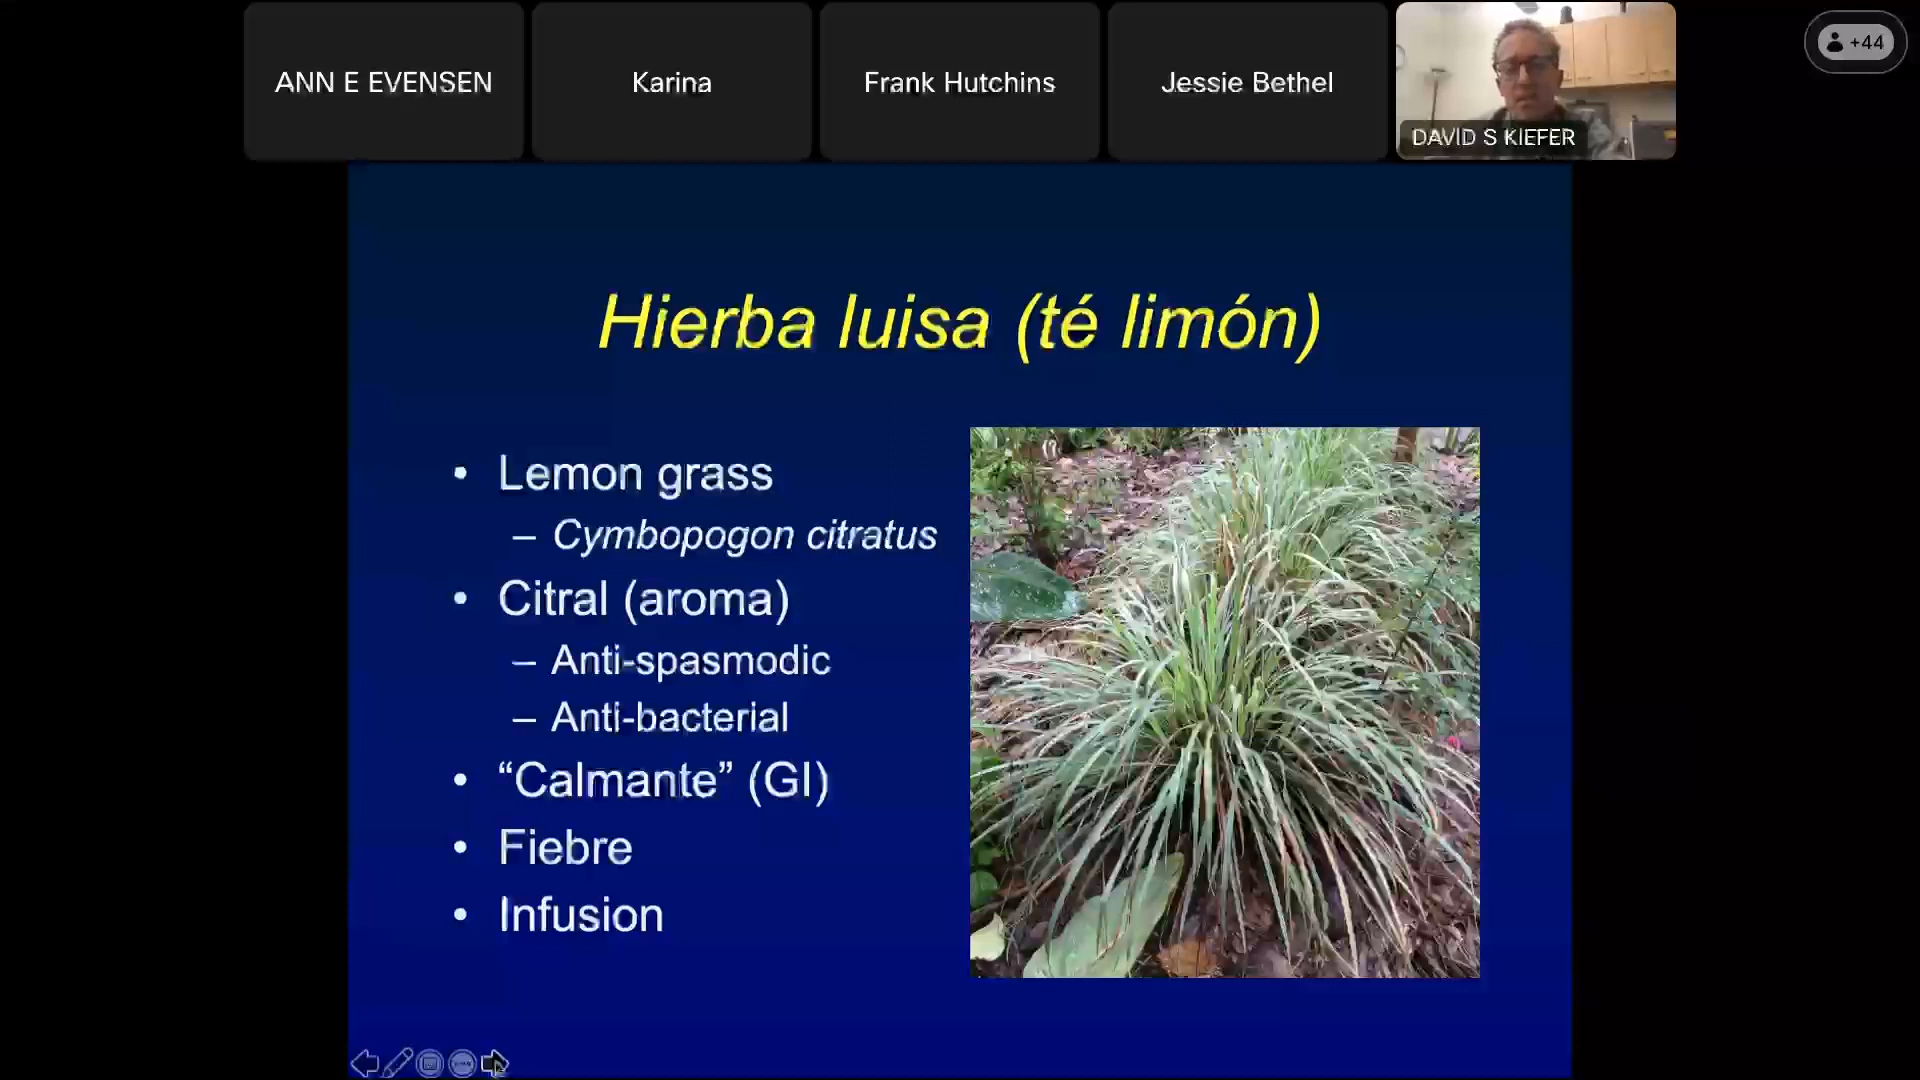 ANN E EVENSEN
Karina
Frank Hutchins
Jessie Bethel
DAVID S KIEFER
+44
Hierba luisa (té limón)
• Lemon grass
– Cymbopogon citratus
• Citral (aroma)
– Anti-spasmodic
– Anti-bacterial
• “Calmante” (GI)
• Fiebre
• Infusion